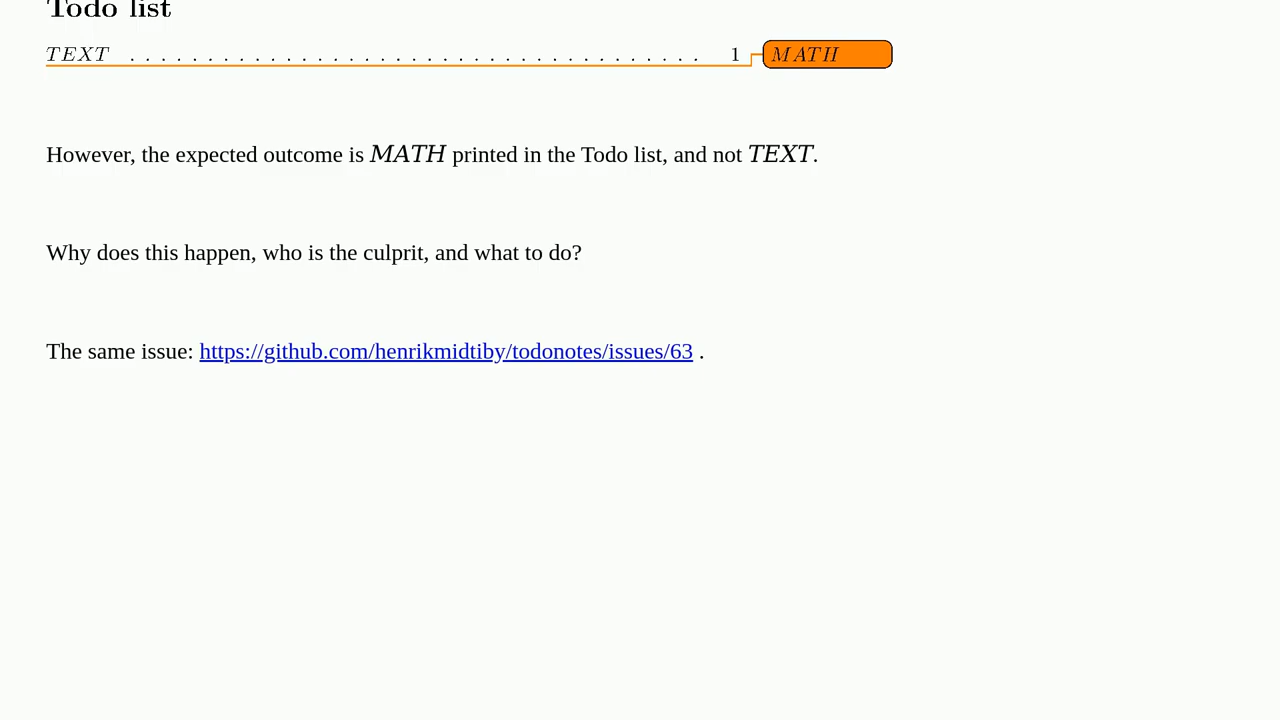 Todo list
TEXT . . . . . . . . . . . . . . . . . . . . . . . . . . . . . . . . . . . . . 1 MATH
However, the expected outcome is MATH printed in the Todo list, and not TEXT.
Why does this happen, who is the culprit, and what to do?
The same issue: https://github.com/henrikmidtiby/todonotes/issues/63 .